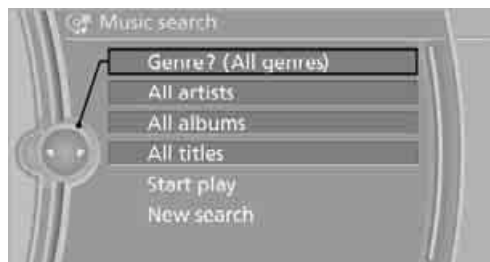 Music search
Genre? (All genres)
All artists
All albums
All titles
Start play
New search